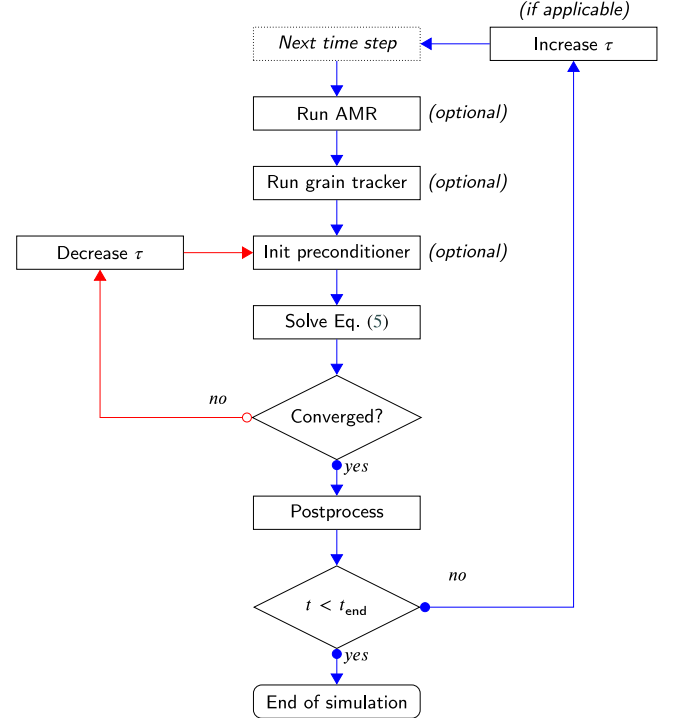 (if applicable)
Next time step
Increase τ
Run AMR
(optional)
Run grain tracker
(optional)
Decrease τ
Init preconditioner
(optional)
Solve Eq. (5)
no
Converged?
yes
Postprocess
no
t < t_end
yes
End of simulation